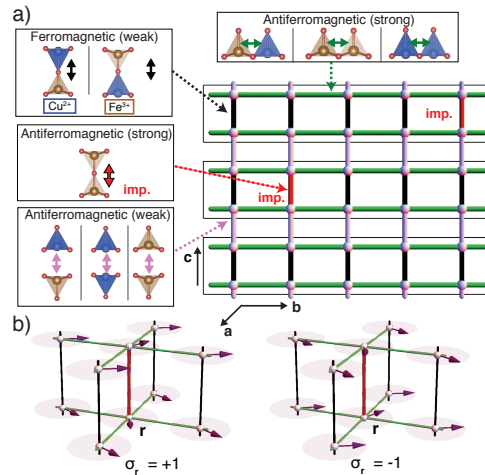 a)
Ferromagnetic (weak)
Cu2+
Fe3+
Antiferromagnetic (strong)
Antiferromagnetic (strong)
imp.
Antiferromagnetic (weak)
imp.
imp.
c
b
a
b)
r
σr = +1
r
σr = -1